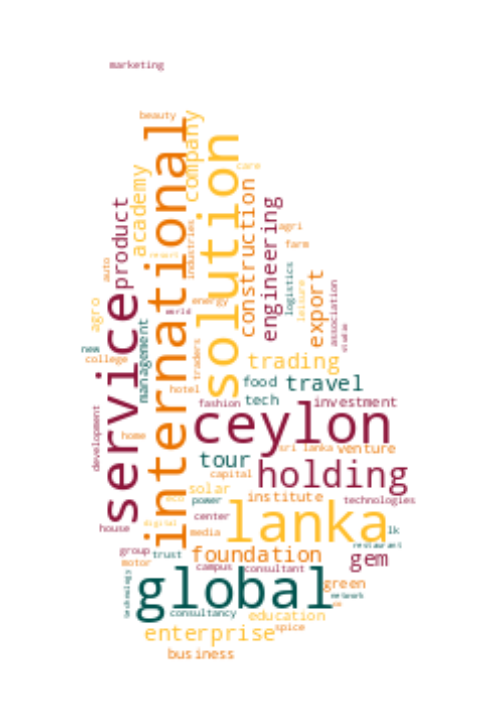 marketing
beauty
international
company
solution
care
academy
construction
product
engineering
agri
farm
industries
resort
auto
logistics
export
leisure
association
service
agro
energy
world
management
new
college
traders
trading
hotel
food
travel
tech
fashion
investment
ceylon
development
home
sri lanka
venture
tour
capital
holding
solar
eco
power
institute
technologies
house
digital
center
lanka
lk
media
restaurant
group
trust
foundation
gem
motor
campus
consultant
technology
global
green
network
consultancy
education
enterprise
spice
business